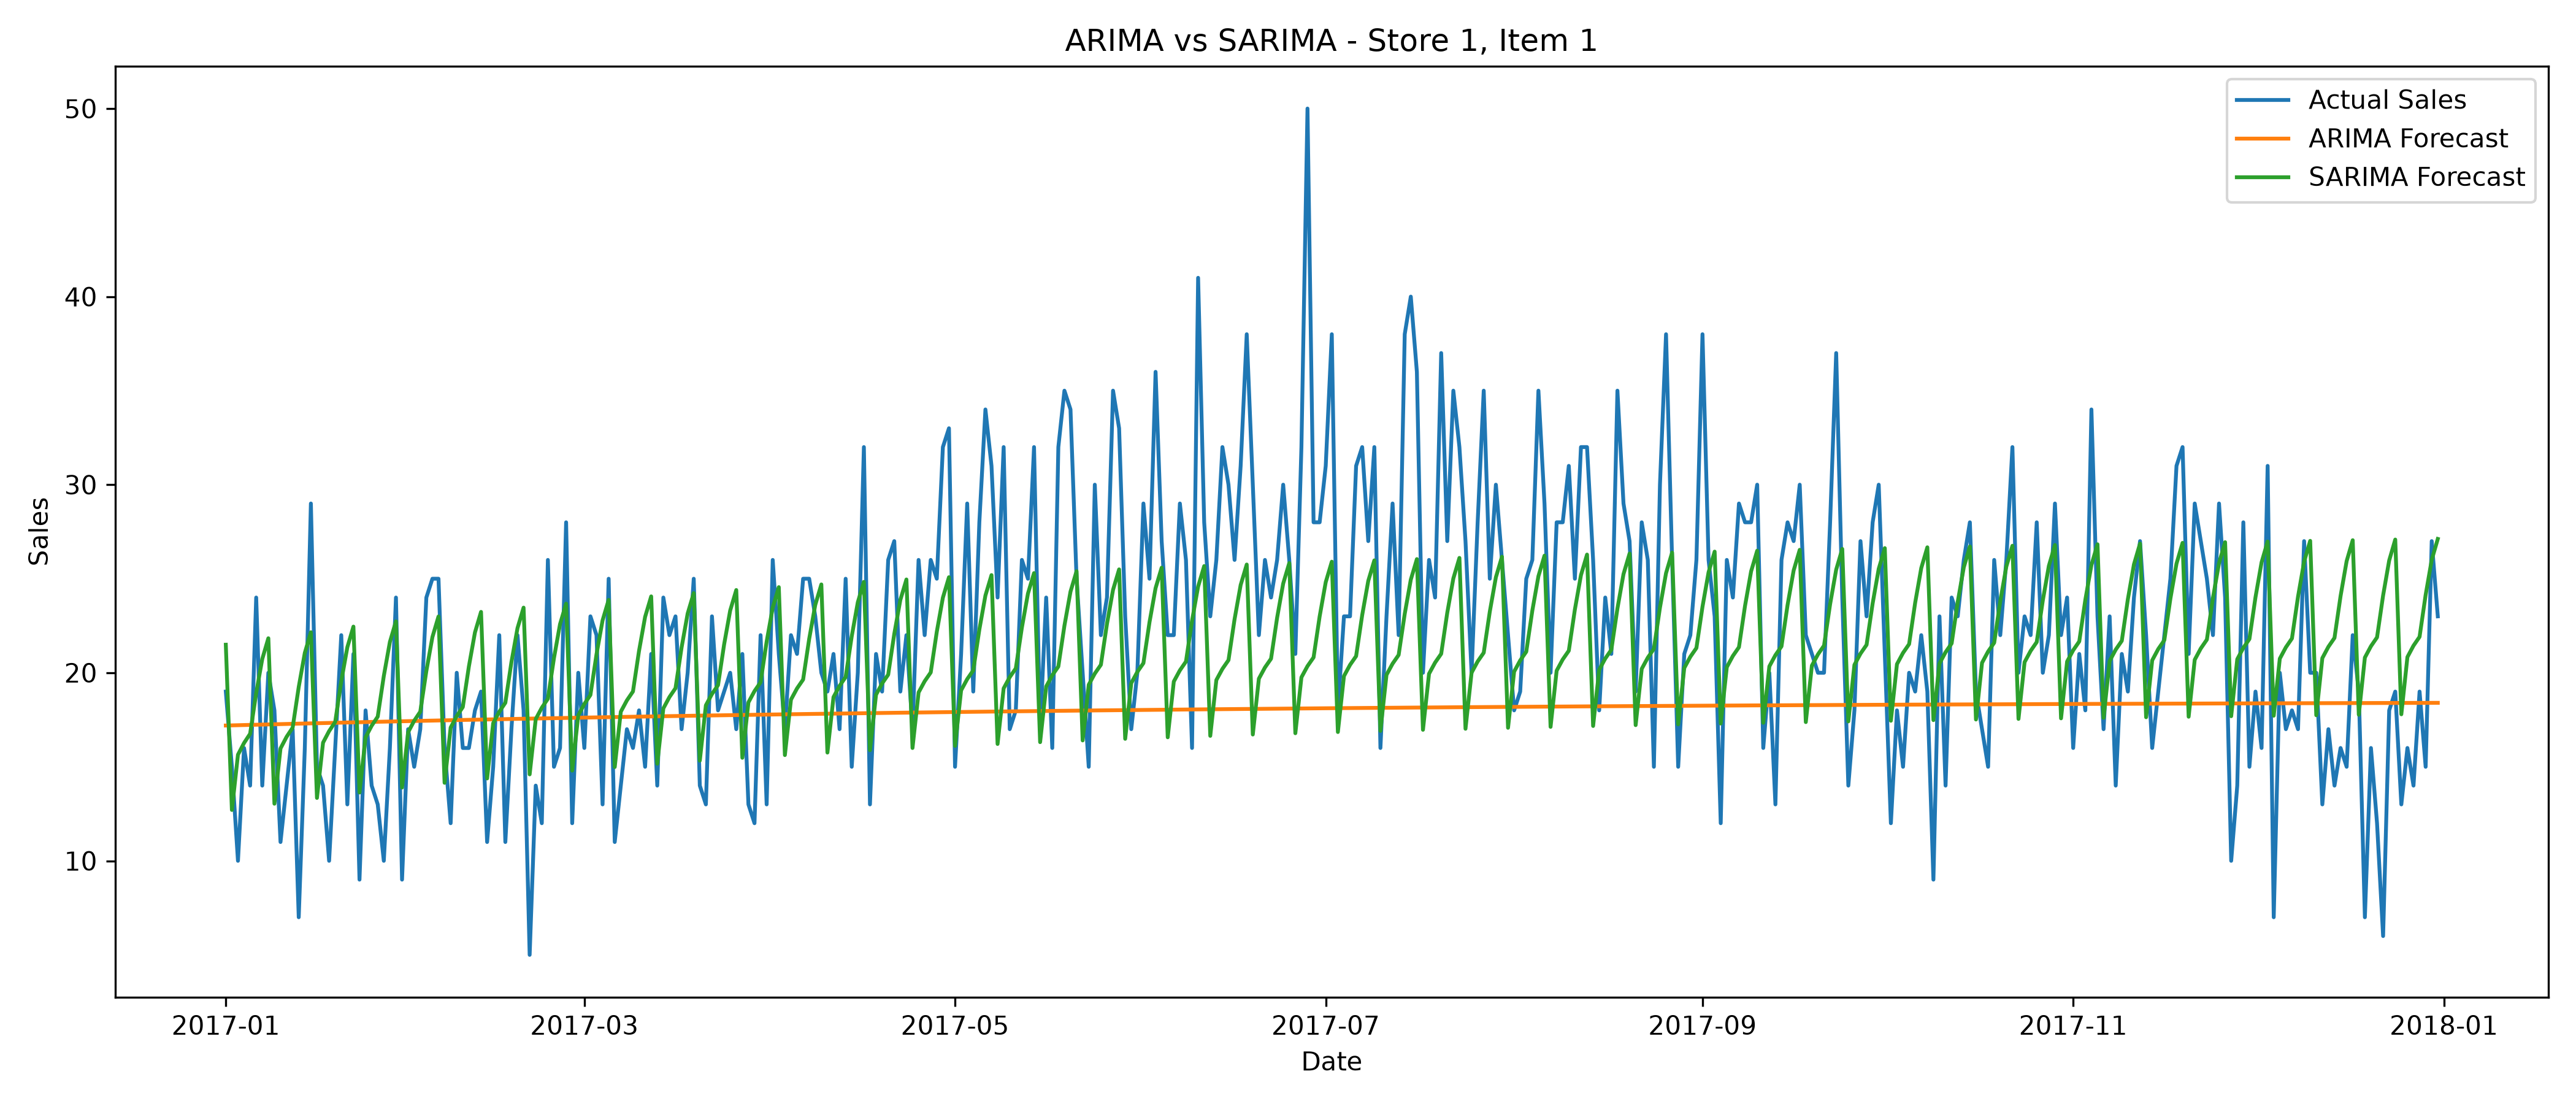 ARIMA vs SARIMA - Store 1, Item 1
Actual Sales
ARIMA Forecast
SARIMA Forecast
50
40
30
20
10
Sales
2017-01
2017-03
2017-05
2017-07
2017-09
2017-11
2018-01
Date